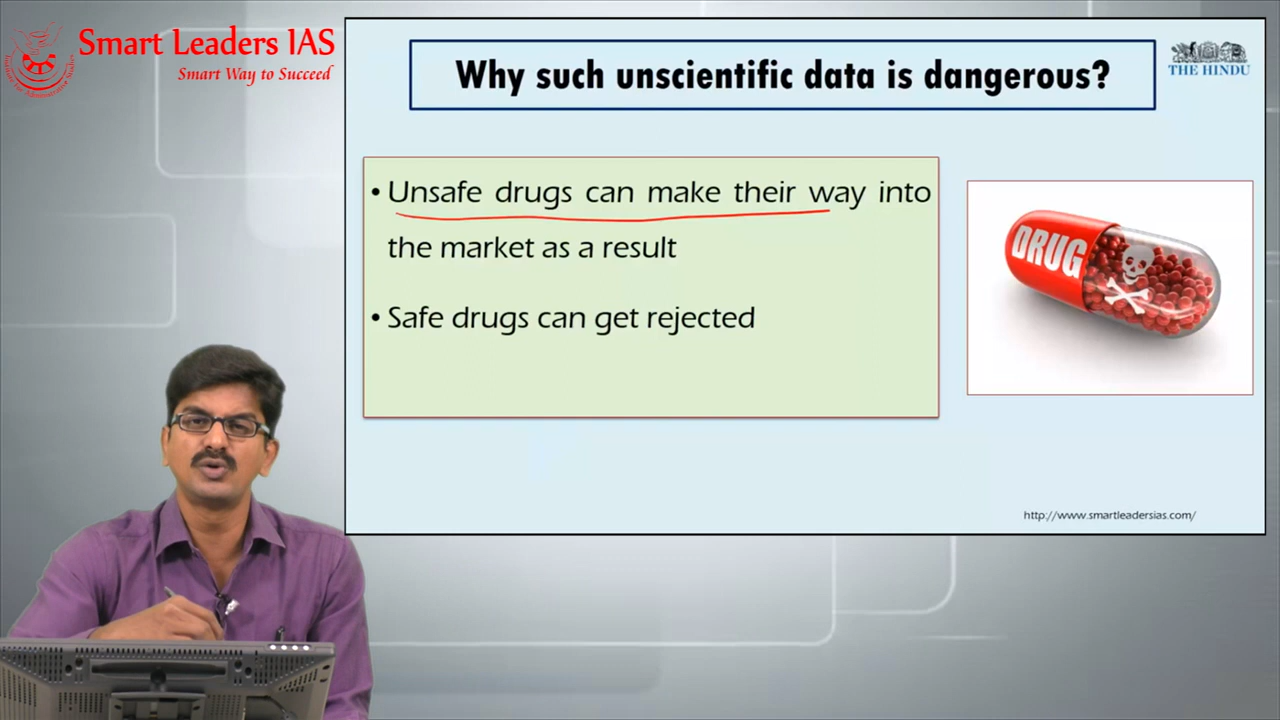 Smart Leaders IAS
Smart Way to Succeed
Why such unscientific data is dangerous?
THE HINDU
• Unsafe drugs can make their way into
the market as a result
• Safe drugs can get rejected
DRUG
http://www.smartleadersias.com/